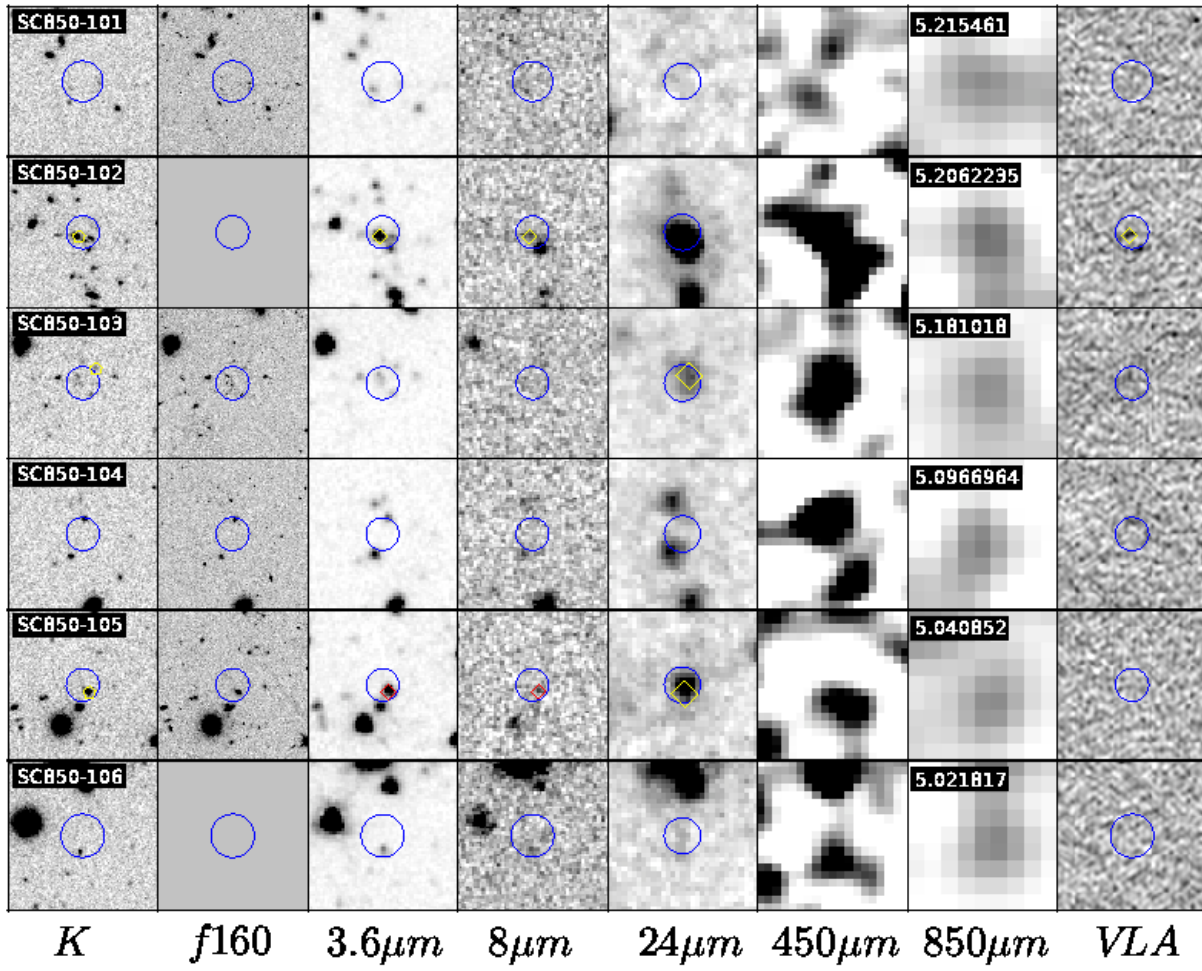 SC850-101 5.215461
SC850-102 5.2062235
SC850-103 5.181018
SC850-104 5.0966964
SC850-105 5.040852
SC850-106 5.021817
K f160 3.6μm 8μm 24μm 450μm 850μm VLA